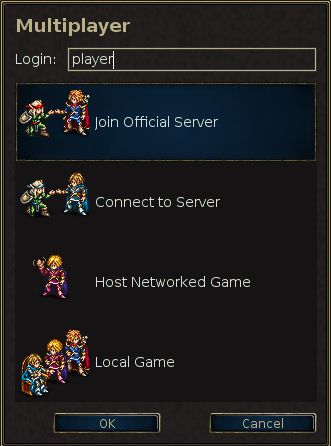 Multiplayer
Login: player
Join Official Server
Connect to Server
Host Networked Game
Local Game
OK Cancel